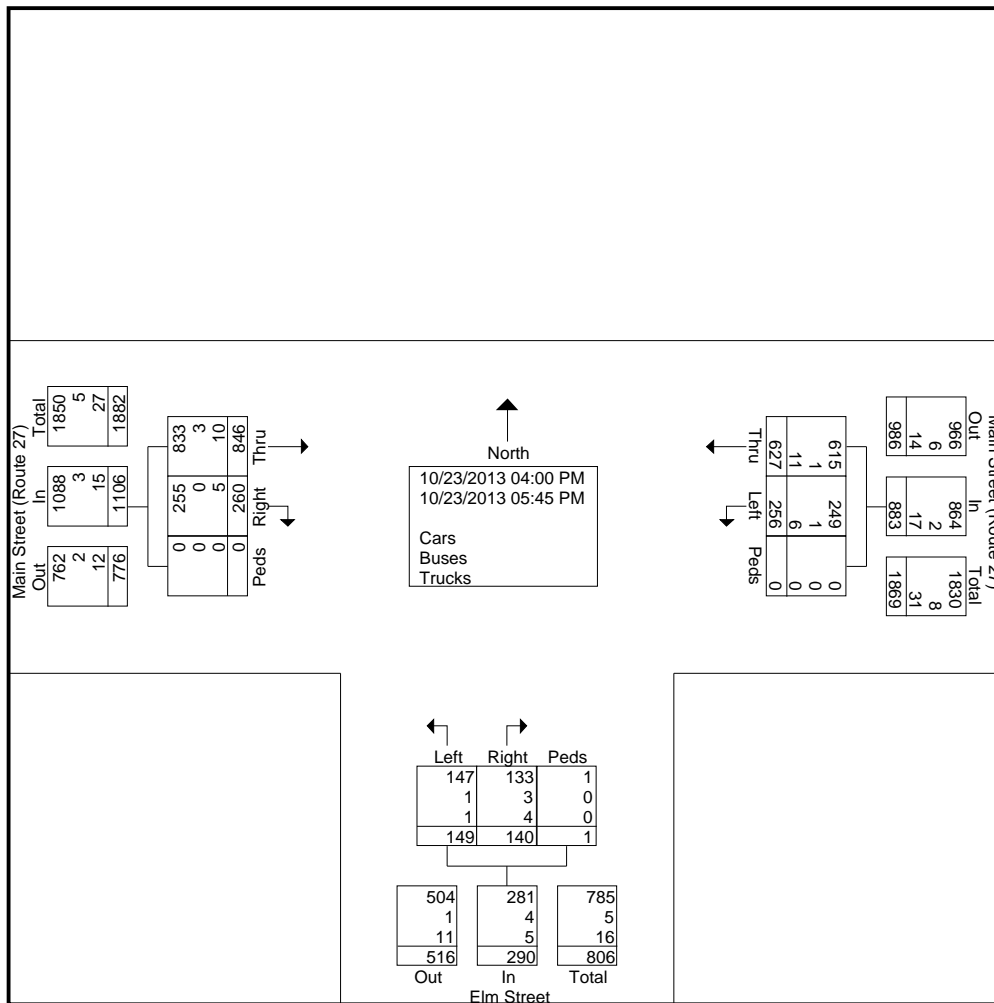 Main Street (Route 27)
Out In Total
966 864 1830
6 2 8
14 17 31
986 883 1869
Thru Left Peds
615 249 0
1 1 0
11 6 0
627 256 0
Main Street (Route 27)
Total In Out
1850 1088 762
5 3 2
27 15 12
1882 1106 776
Thru Right Peds
833 255 0
3 0 0
10 5 0
846 260 0
North
10/23/2013 04:00 PM
10/23/2013 05:45 PM
Cars
Buses
Trucks
Left Right Peds
147 133 1
1 3 0
1 4 0
149 140 1
504 281 785
1 4 5
11 5 16
516 290 806
Out In Total
Elm Street